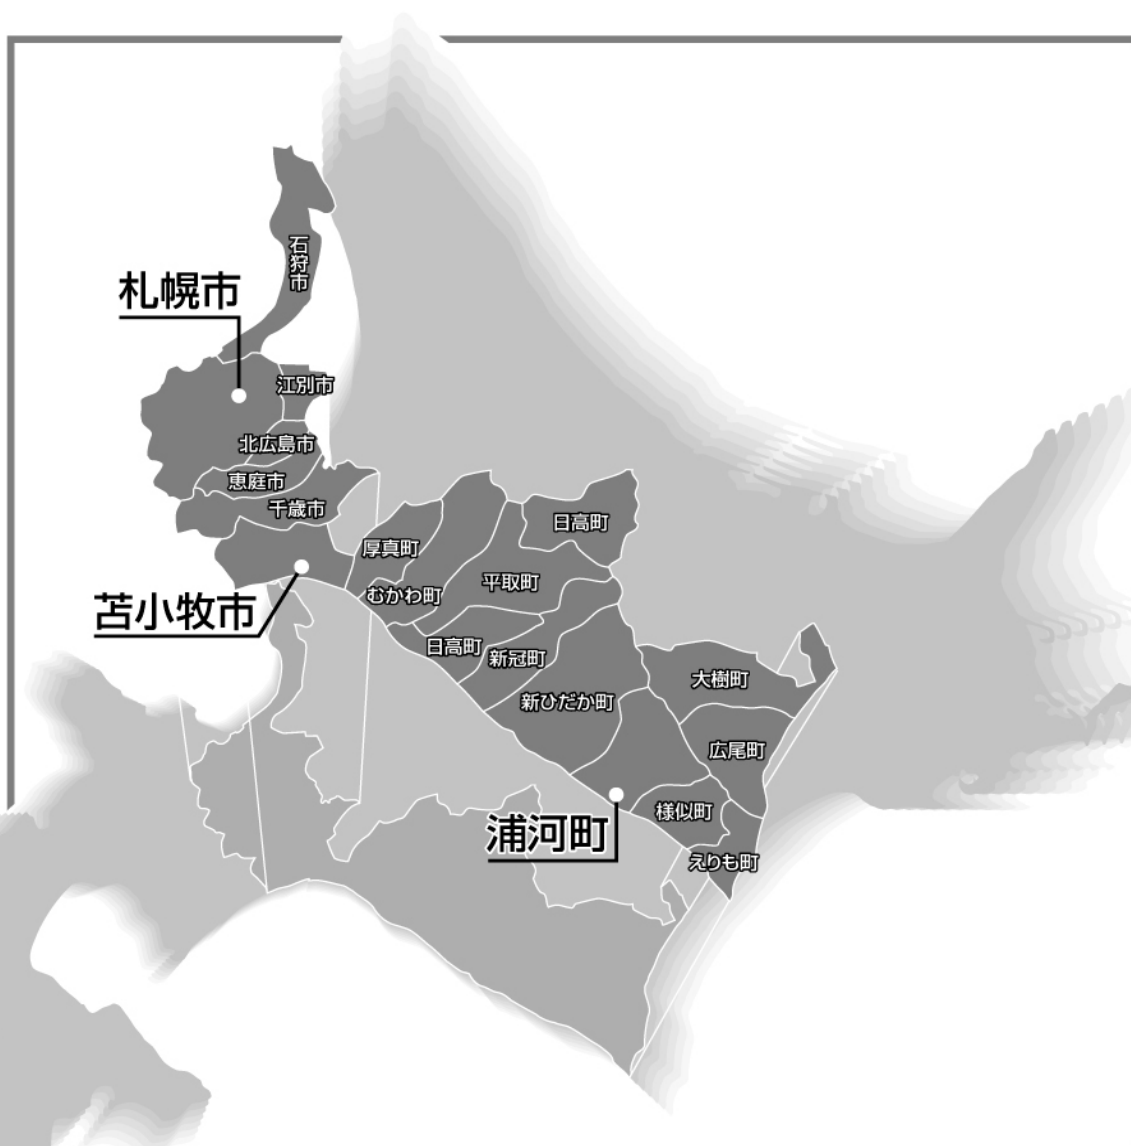 石狩市
札幌市
江別市
北広島市
恵庭市
千歳市
日高町
厚真町
平取町
むかわ町
苫小牧市
日高町
新冠町
大樹町
新ひだか町
広尾町
様似町
浦河町
えりも町